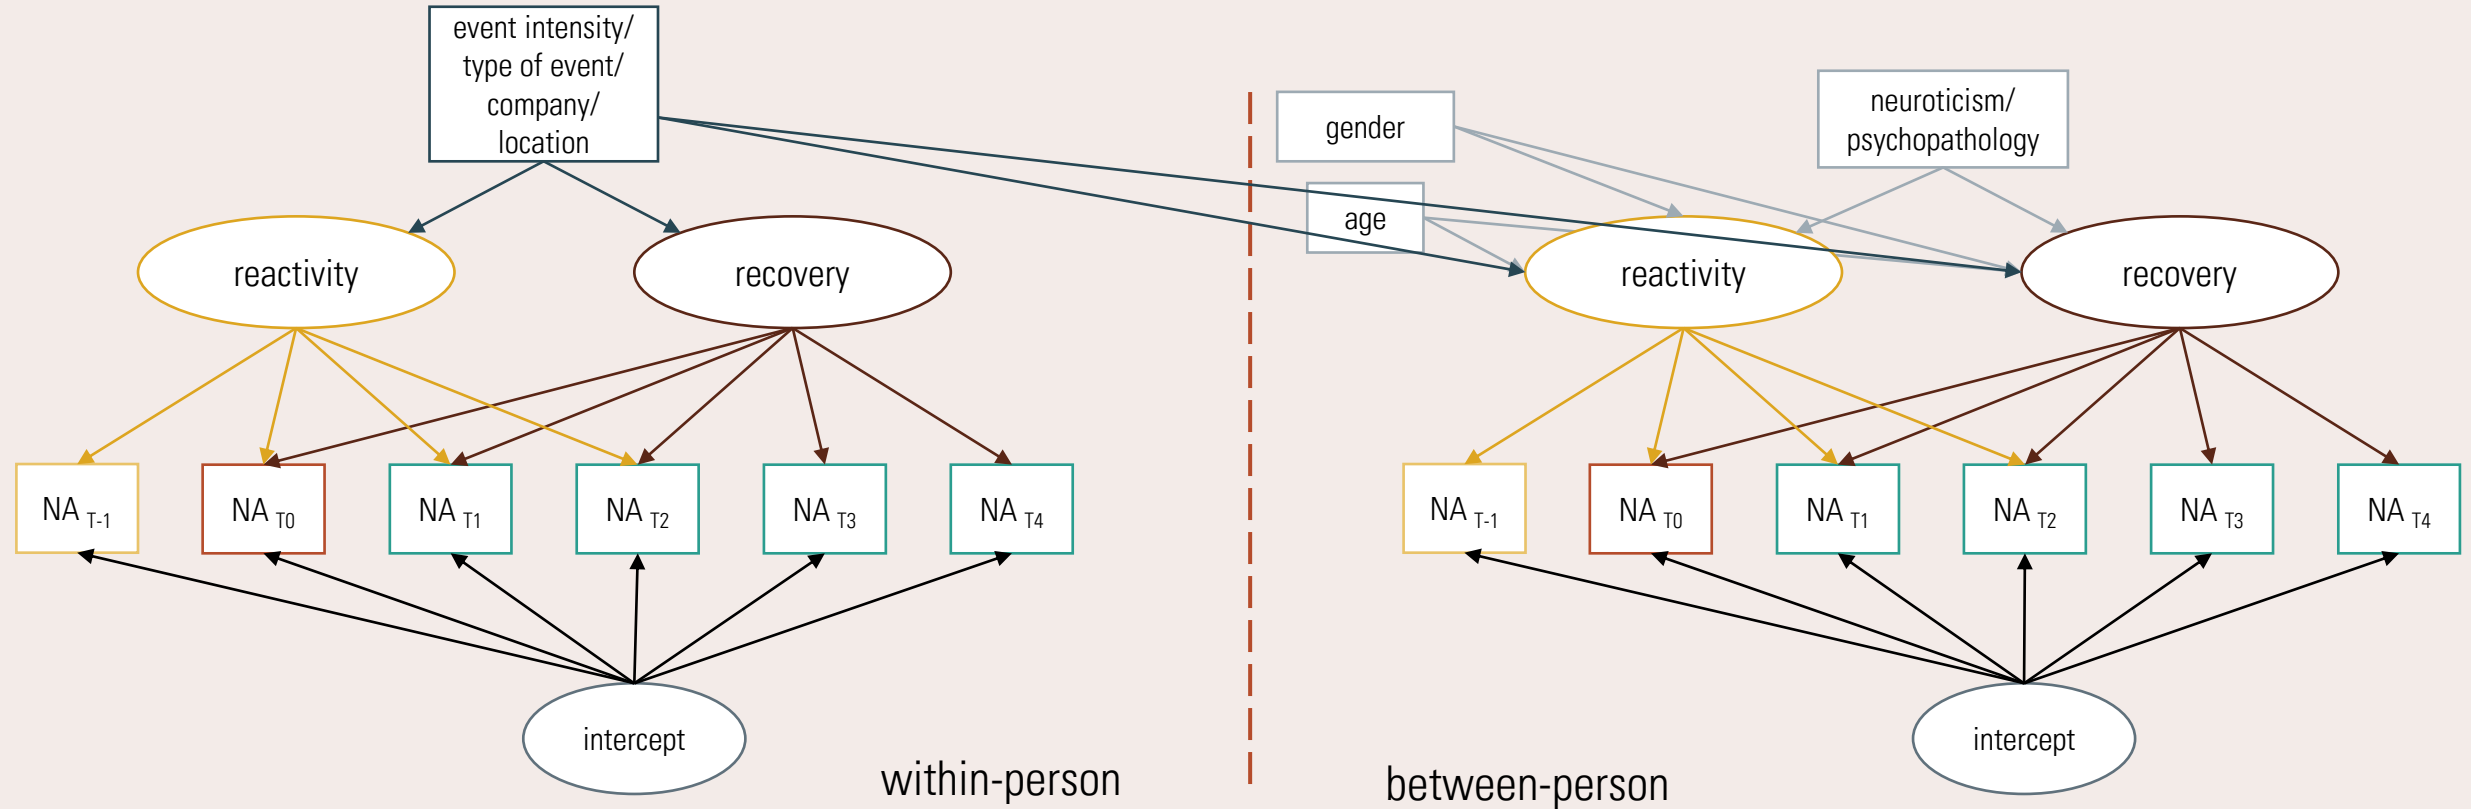 event intensity/
type of event/
company/
location
reactivity
recovery
NA T-1
NA T0
NA T1
NA T2
NA T3
NA T4
intercept
within-person
gender
age
neuroticism/
psychopathology
reactivity
recovery
NA T-1
NA T0
NA T1
NA T2
NA T3
NA T4
intercept
between-person